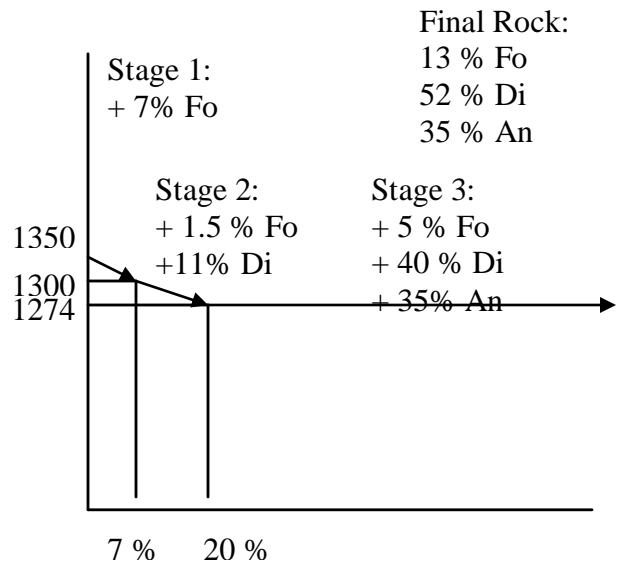 Final Rock:
13 % Fo
52 % Di
35 % An
Stage 1:
+ 7% Fo
Stage 2:
+ 1.5 % Fo
+11% Di
Stage 3:
+ 5 % Fo
+ 40 % Di
+ 35% An
1350
1300
1274
7 %
20 %